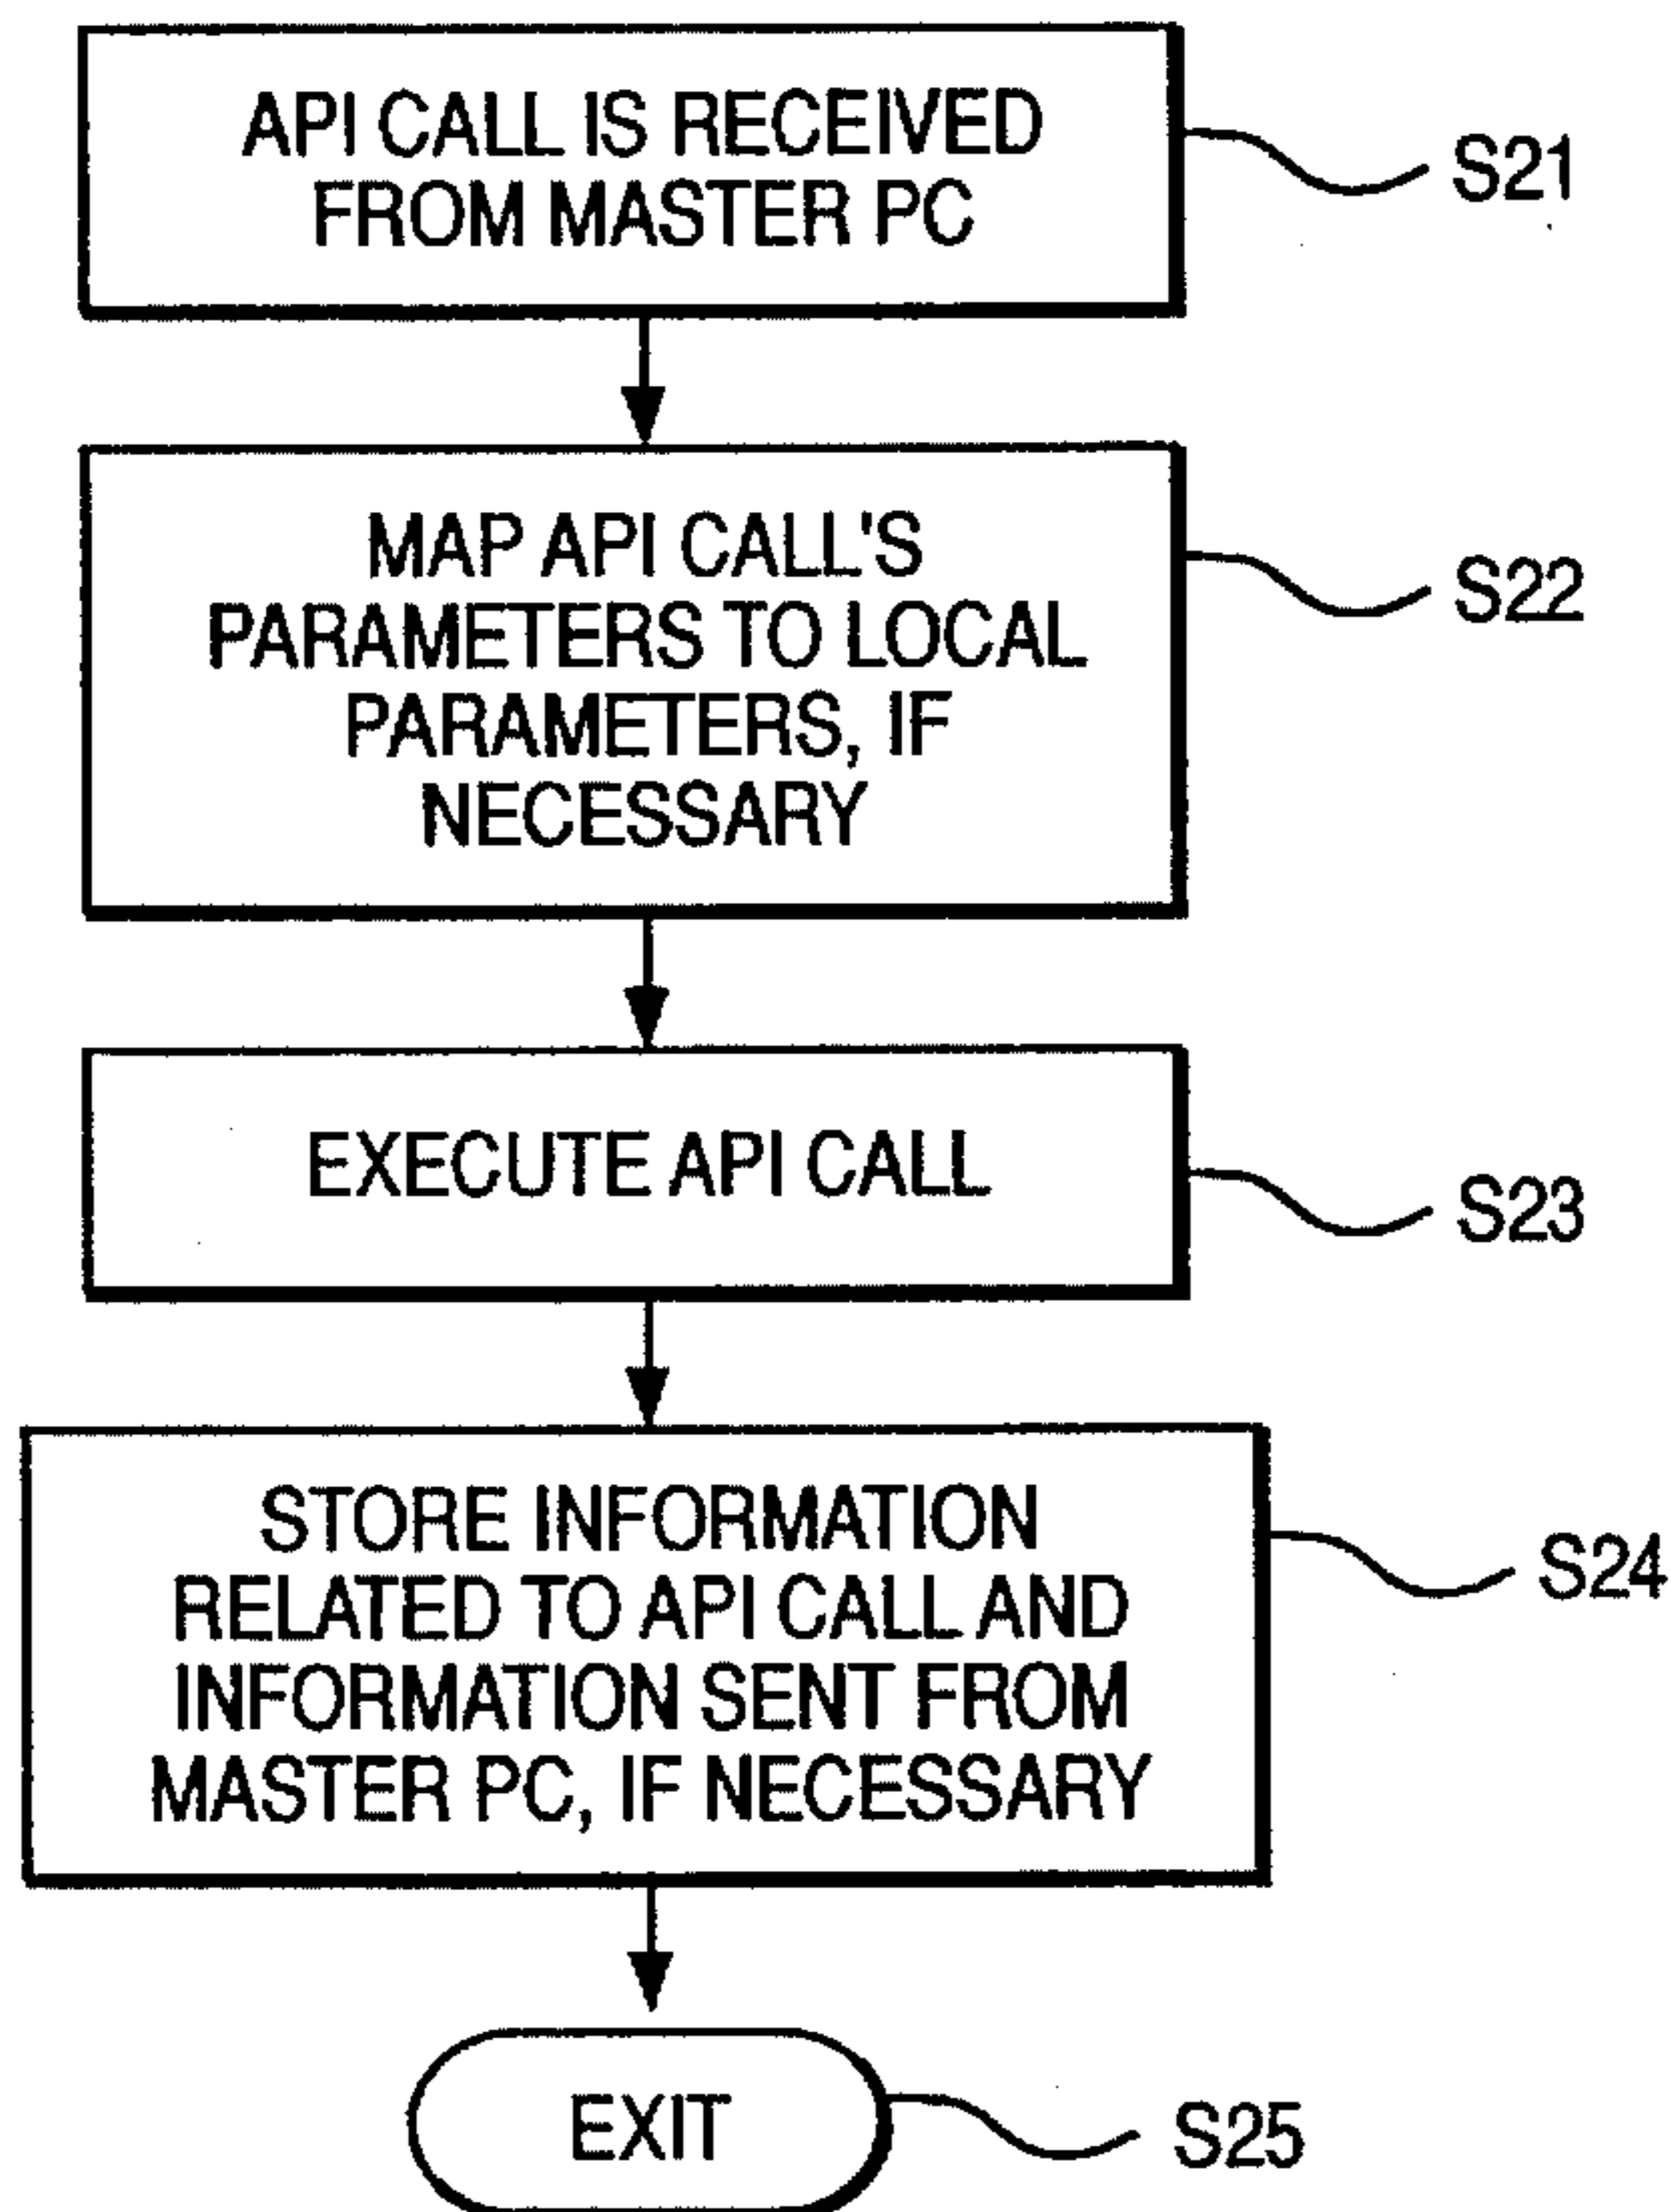 API CALL IS RECEIVED
FROM MASTER PC
S21
MAP API CALL'S
PARAMETERS TO LOCAL
PARAMETERS, IF
NECESSARY
S22
EXECUTE API CALL
S23
STORE INFORMATION
RELATED TO API CALL AND
INFORMATION SENT FROM
MASTER PC, IF NECESSARY
S24
EXIT
S25